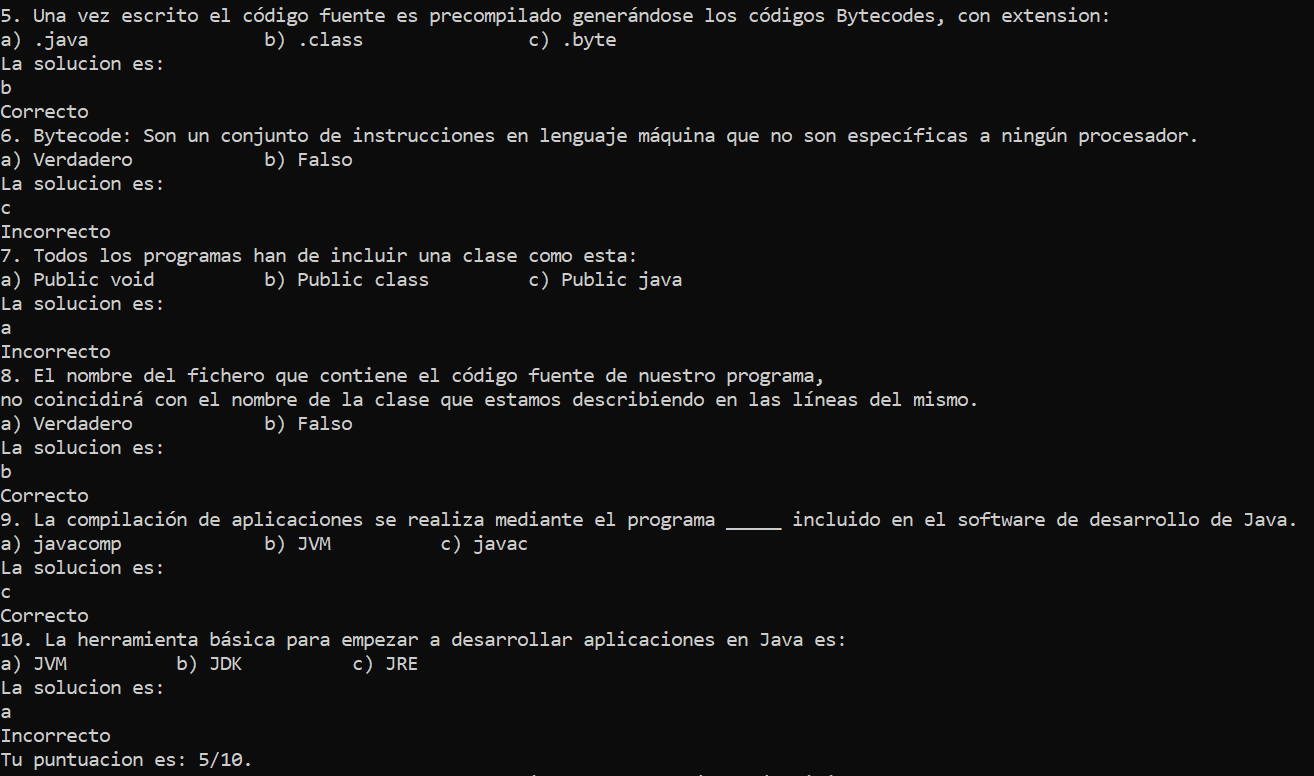 5. Una vez escrito el código fuente es precompilado generándose los códigos Bytecodes, con extension:
a) .java b) .class c) .byte
La solucion es:
b
Correcto
6. Bytecode: Son un conjunto de instrucciones en lenguaje máquina que no son específicas a ningún procesador.
a) Verdadero b) Falso
La solucion es:
c
Incorrecto
7. Todos los programas han de incluir una clase como esta:
a) Public void b) Public class c) Public java
La solucion es:
a
Incorrecto
8. El nombre del fichero que contiene el código fuente de nuestro programa,
no coincidirá con el nombre de la clase que estamos describiendo en las líneas del mismo.
a) Verdadero b) Falso
La solucion es:
b
Correcto
9. La compilación de aplicaciones se realiza mediante el programa _____ incluido en el software de desarrollo de Java.
a) javacomp b) JVM c) javac
La solucion es:
c
Correcto
10. La herramienta básica para empezar a desarrollar aplicaciones en Java es:
a) JVM b) JDK c) JRE
La solucion es:
a
Incorrecto
Tu puntuacion es: 5/10.